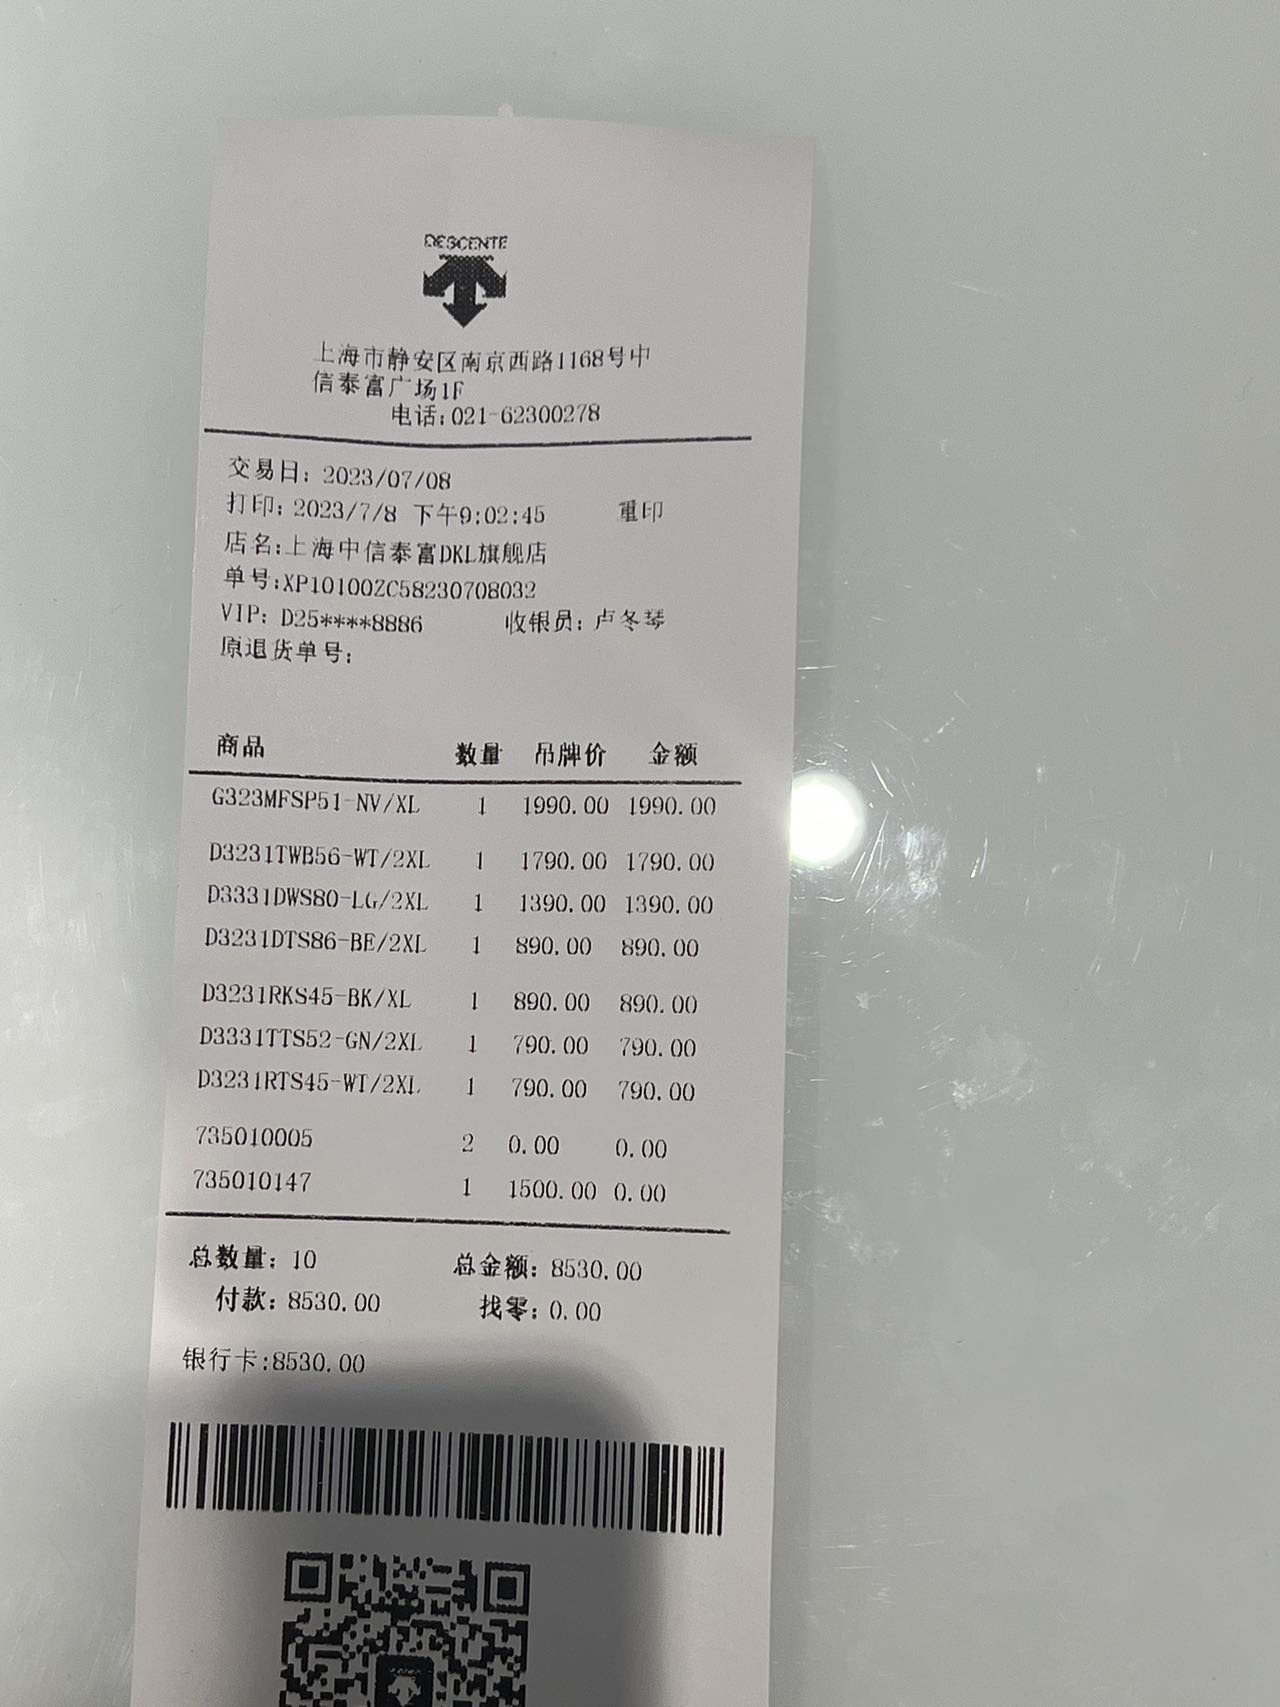 DESCENTE
上海市静安区南京西路1168号中
信泰富广场1F
电话:021-62300278
交易日: 2023/07/08
打印: 2023/7/8 下午9:02:45 重印
店名:上海中信泰富DKL旗舰店
单号:XP10100ZC58230708032
VIP: D25****8886 收银员: 卢冬琴
原退货单号:
商品 数量 吊牌价 金额
G323MFSP51-NV/XL 1 1990.00 1990.00
D3231TWB56-WT/2XL 1 1790.00 1790.00
D3331DWS80-LG/2XL 1 1390.00 1390.00
D3231DTS86-BE/2XL 1 890.00 890.00
D3231RKS45-BK/XL 1 890.00 890.00
D3331TTS52-GN/2XL 1 790.00 790.00
D3231RTS45-WT/2XL 1 790.00 790.00
735010005 2 0.00 0.00
735010147 1 1500.00 0.00
总数量: 10 总金额: 8530.00
付款: 8530.00 找零: 0.00
银行卡:8530.00